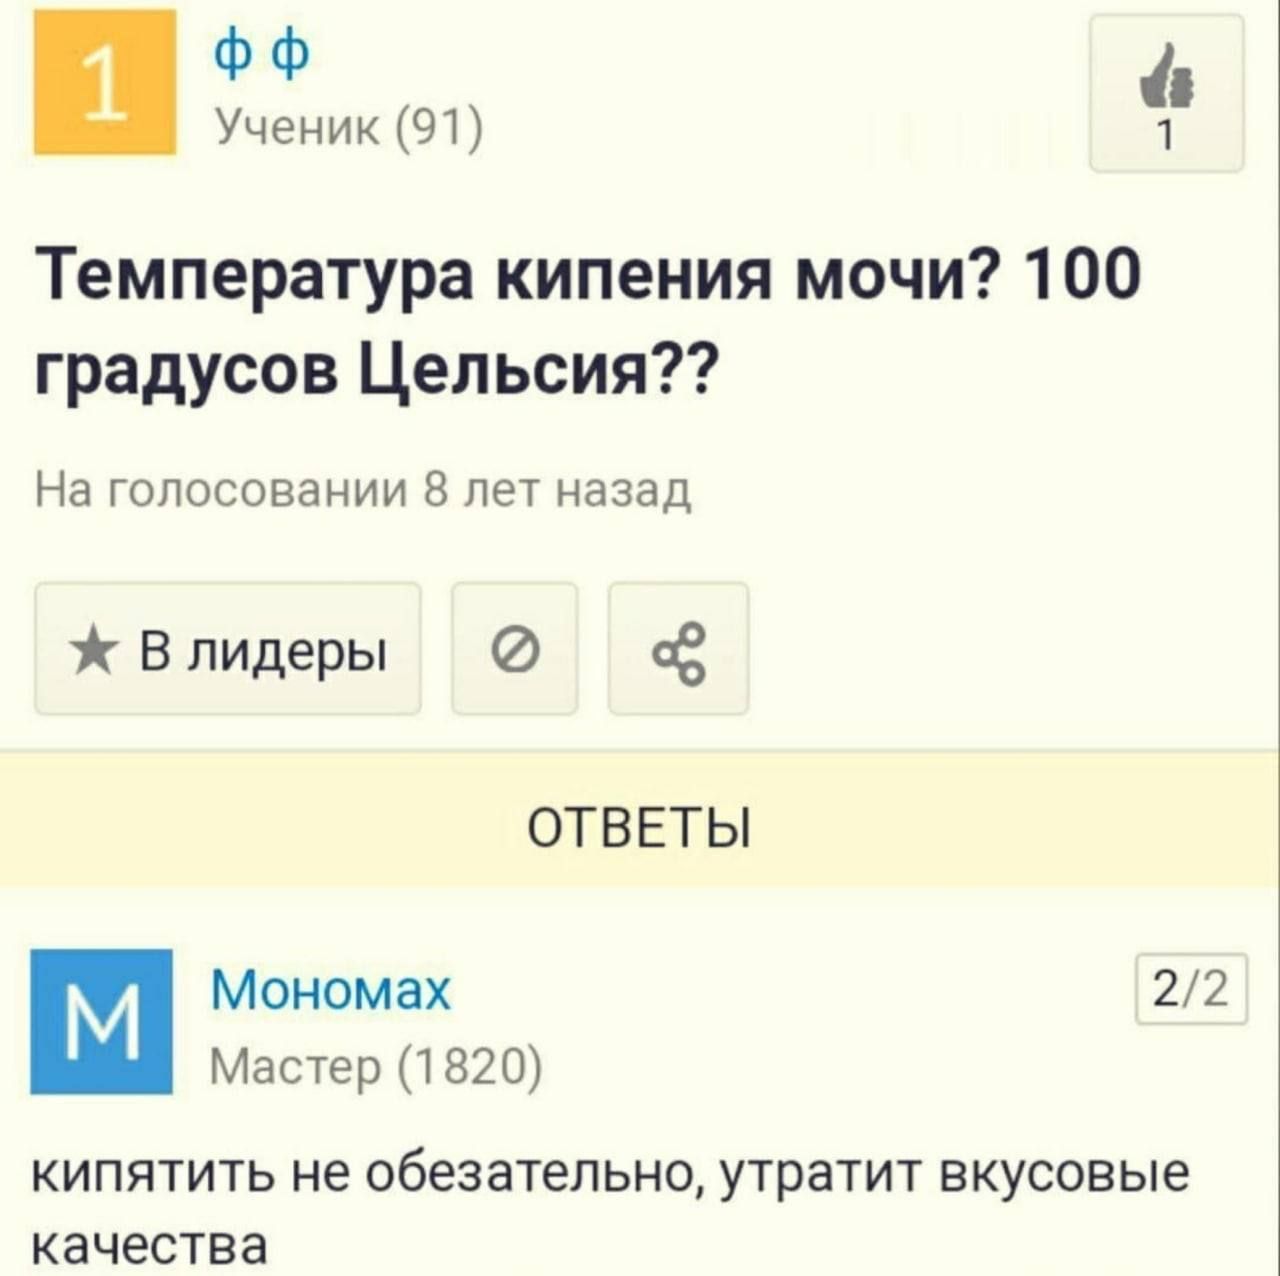 1
ф ф
Ученик (91)
1
Температура кипения мочи? 100
градусов Цельсия??
На голосовании 8 лет назад
★ В лидеры
ОТВЕТЫ
М
Мономах
2/2
Мастер (1820)
кипятить не обезательно, утратит вкусовые
качества